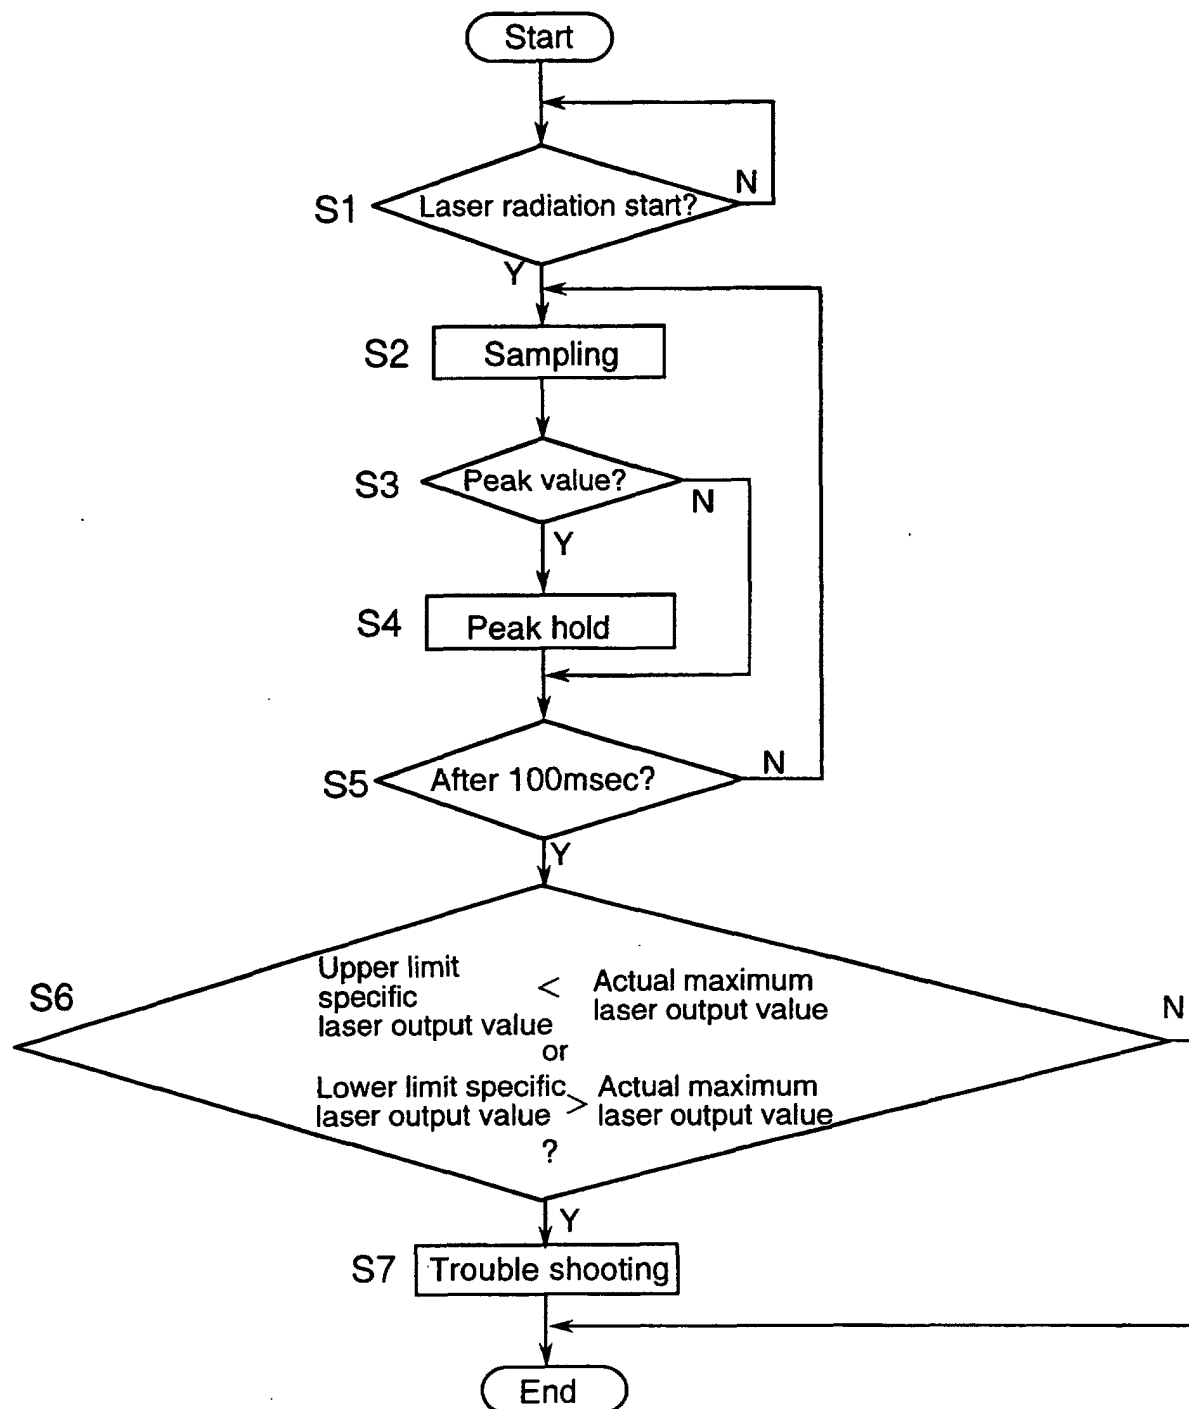 Start
N
S1
Laser radiation start?
Y
S2
Sampling
S3
Peak value?
N
Y
S4
Peak hold
S5
After 100msec?
N
Y
S6
Upper limit
specific
laser output value
<
Actual maximum
laser output value
N
or
Lower limit specific
laser output value
>
Actual maximum
laser output value
?
Y
S7
Trouble shooting
End